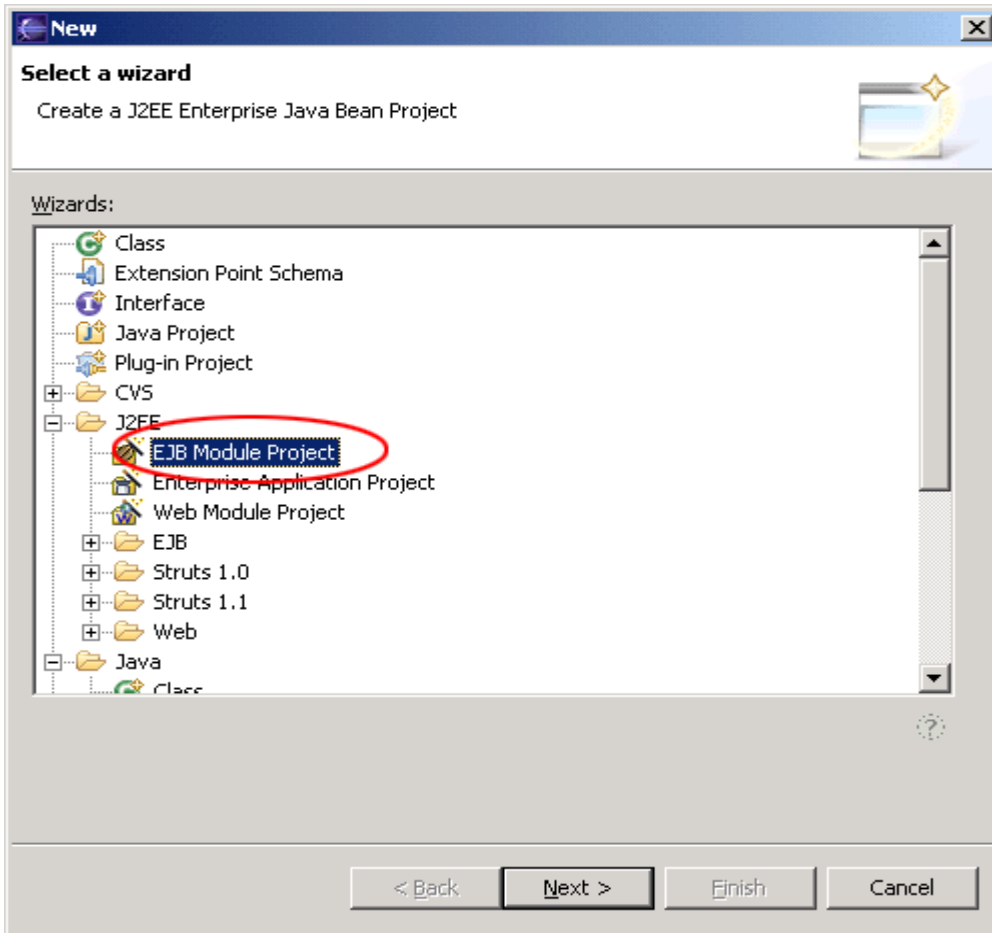 New
Select a wizard
Create a J2EE Enterprise Java Bean Project
Wizards:
Class
Extension Point Schema
Interface
Java Project
Plug-in Project
CVS
J2EE
EJB Module Project
Enterprise Application Project
Web Module Project
EJB
Struts 1.0
Struts 1.1
Web
Java
Class
< Back
Next >
Finish
Cancel